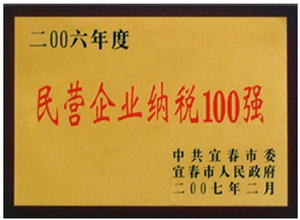 二00六年度
民营企业纳税100强
中共宜春市委
宜春市人民政府
二00七年二月